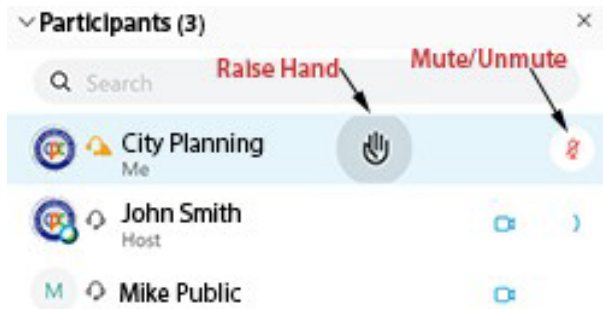 Participants (3)
Raise Hand
Mute/Unmute
Search
City Planning
Me
John Smith
Host
M
Mike Public